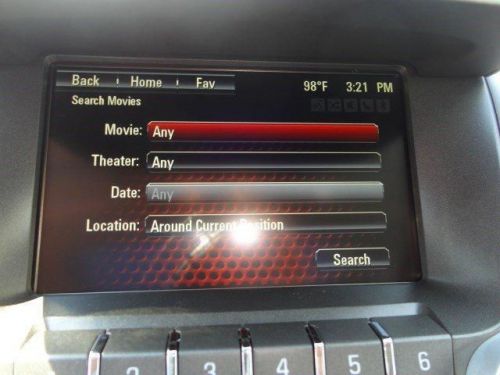 Back Home Fav 98°F 3:21 PM
Search Movies
Movie: Any
Theater: Any
Date: Any
Location: Around Current Position
Search
2 3 4 5 6